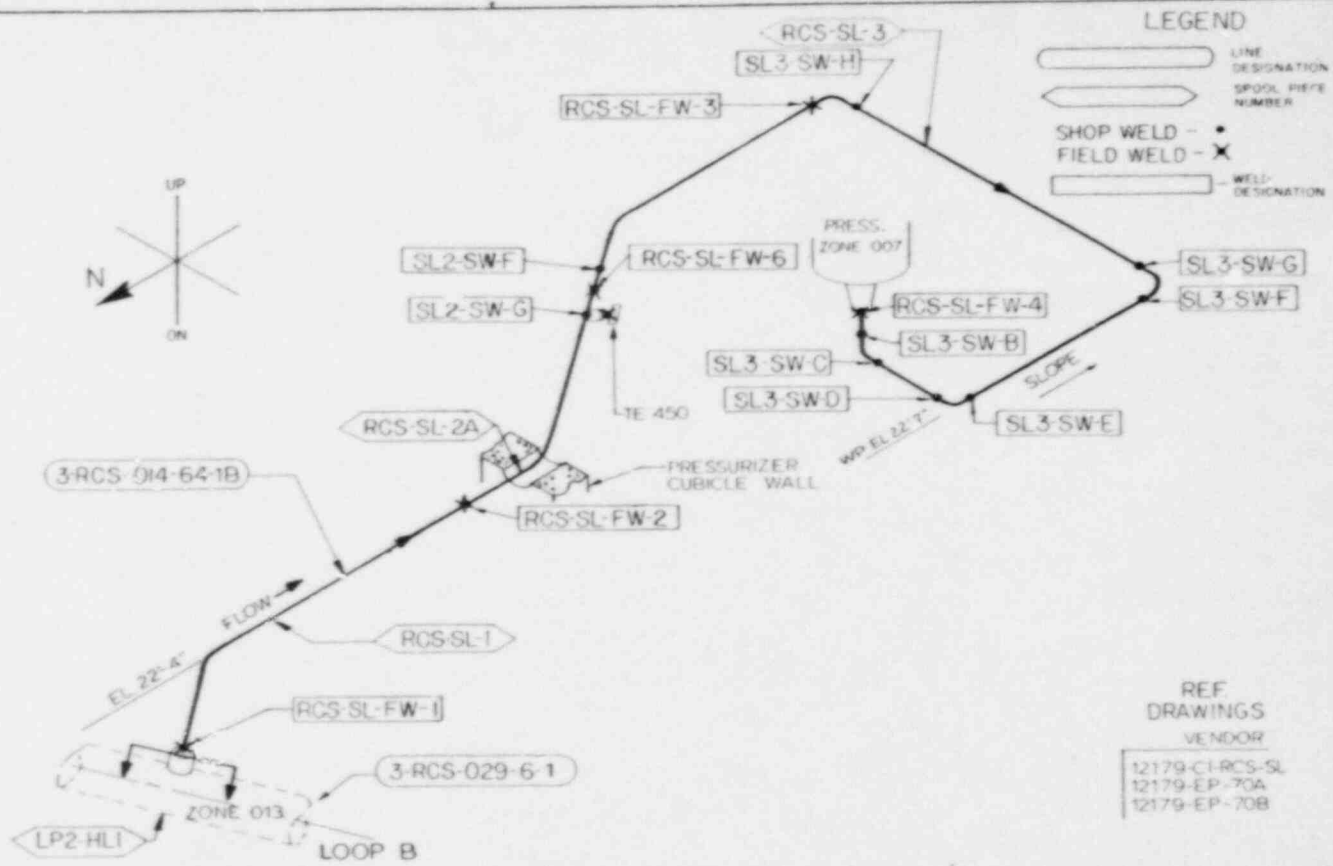 LEGEND
LINE
DESIGNATION
SPOOL PIECE
NUMBER
SHOP WELD -
FIELD WELD -
WELD
DESIGNATION
RCS-SL-3
SL3-SW-H
RCS-SL-FW-3
UP
N
DN
PRESS.
ZONE 007
SL2-SW-F
RCS-SL-FW-6
SL2-SW-G
RCS-SL-FW-4
SL3-SW-G
SL3-SW-F
SL3-SW-B
SL3-SW-C
SL3-SW-D
SL3-SW-E
SLOPE
WP EL 22'-7"
TE 450
RCS-SL-2A
3-RCS-014-64-1B
PRESSURIZER
CUBICLE WALL
RCS-SL-FW-2
FLOW
RCS-SL-1
EL 22'-4"
RCS-SL-FW-1
3-RCS-029-6-1
ZONE 013
LP2-HL1
LOOP B
REF.
DRAWINGS
VENDOR
12179-CI-RCS-SL
12179-EP-70A
12179-EP-70B